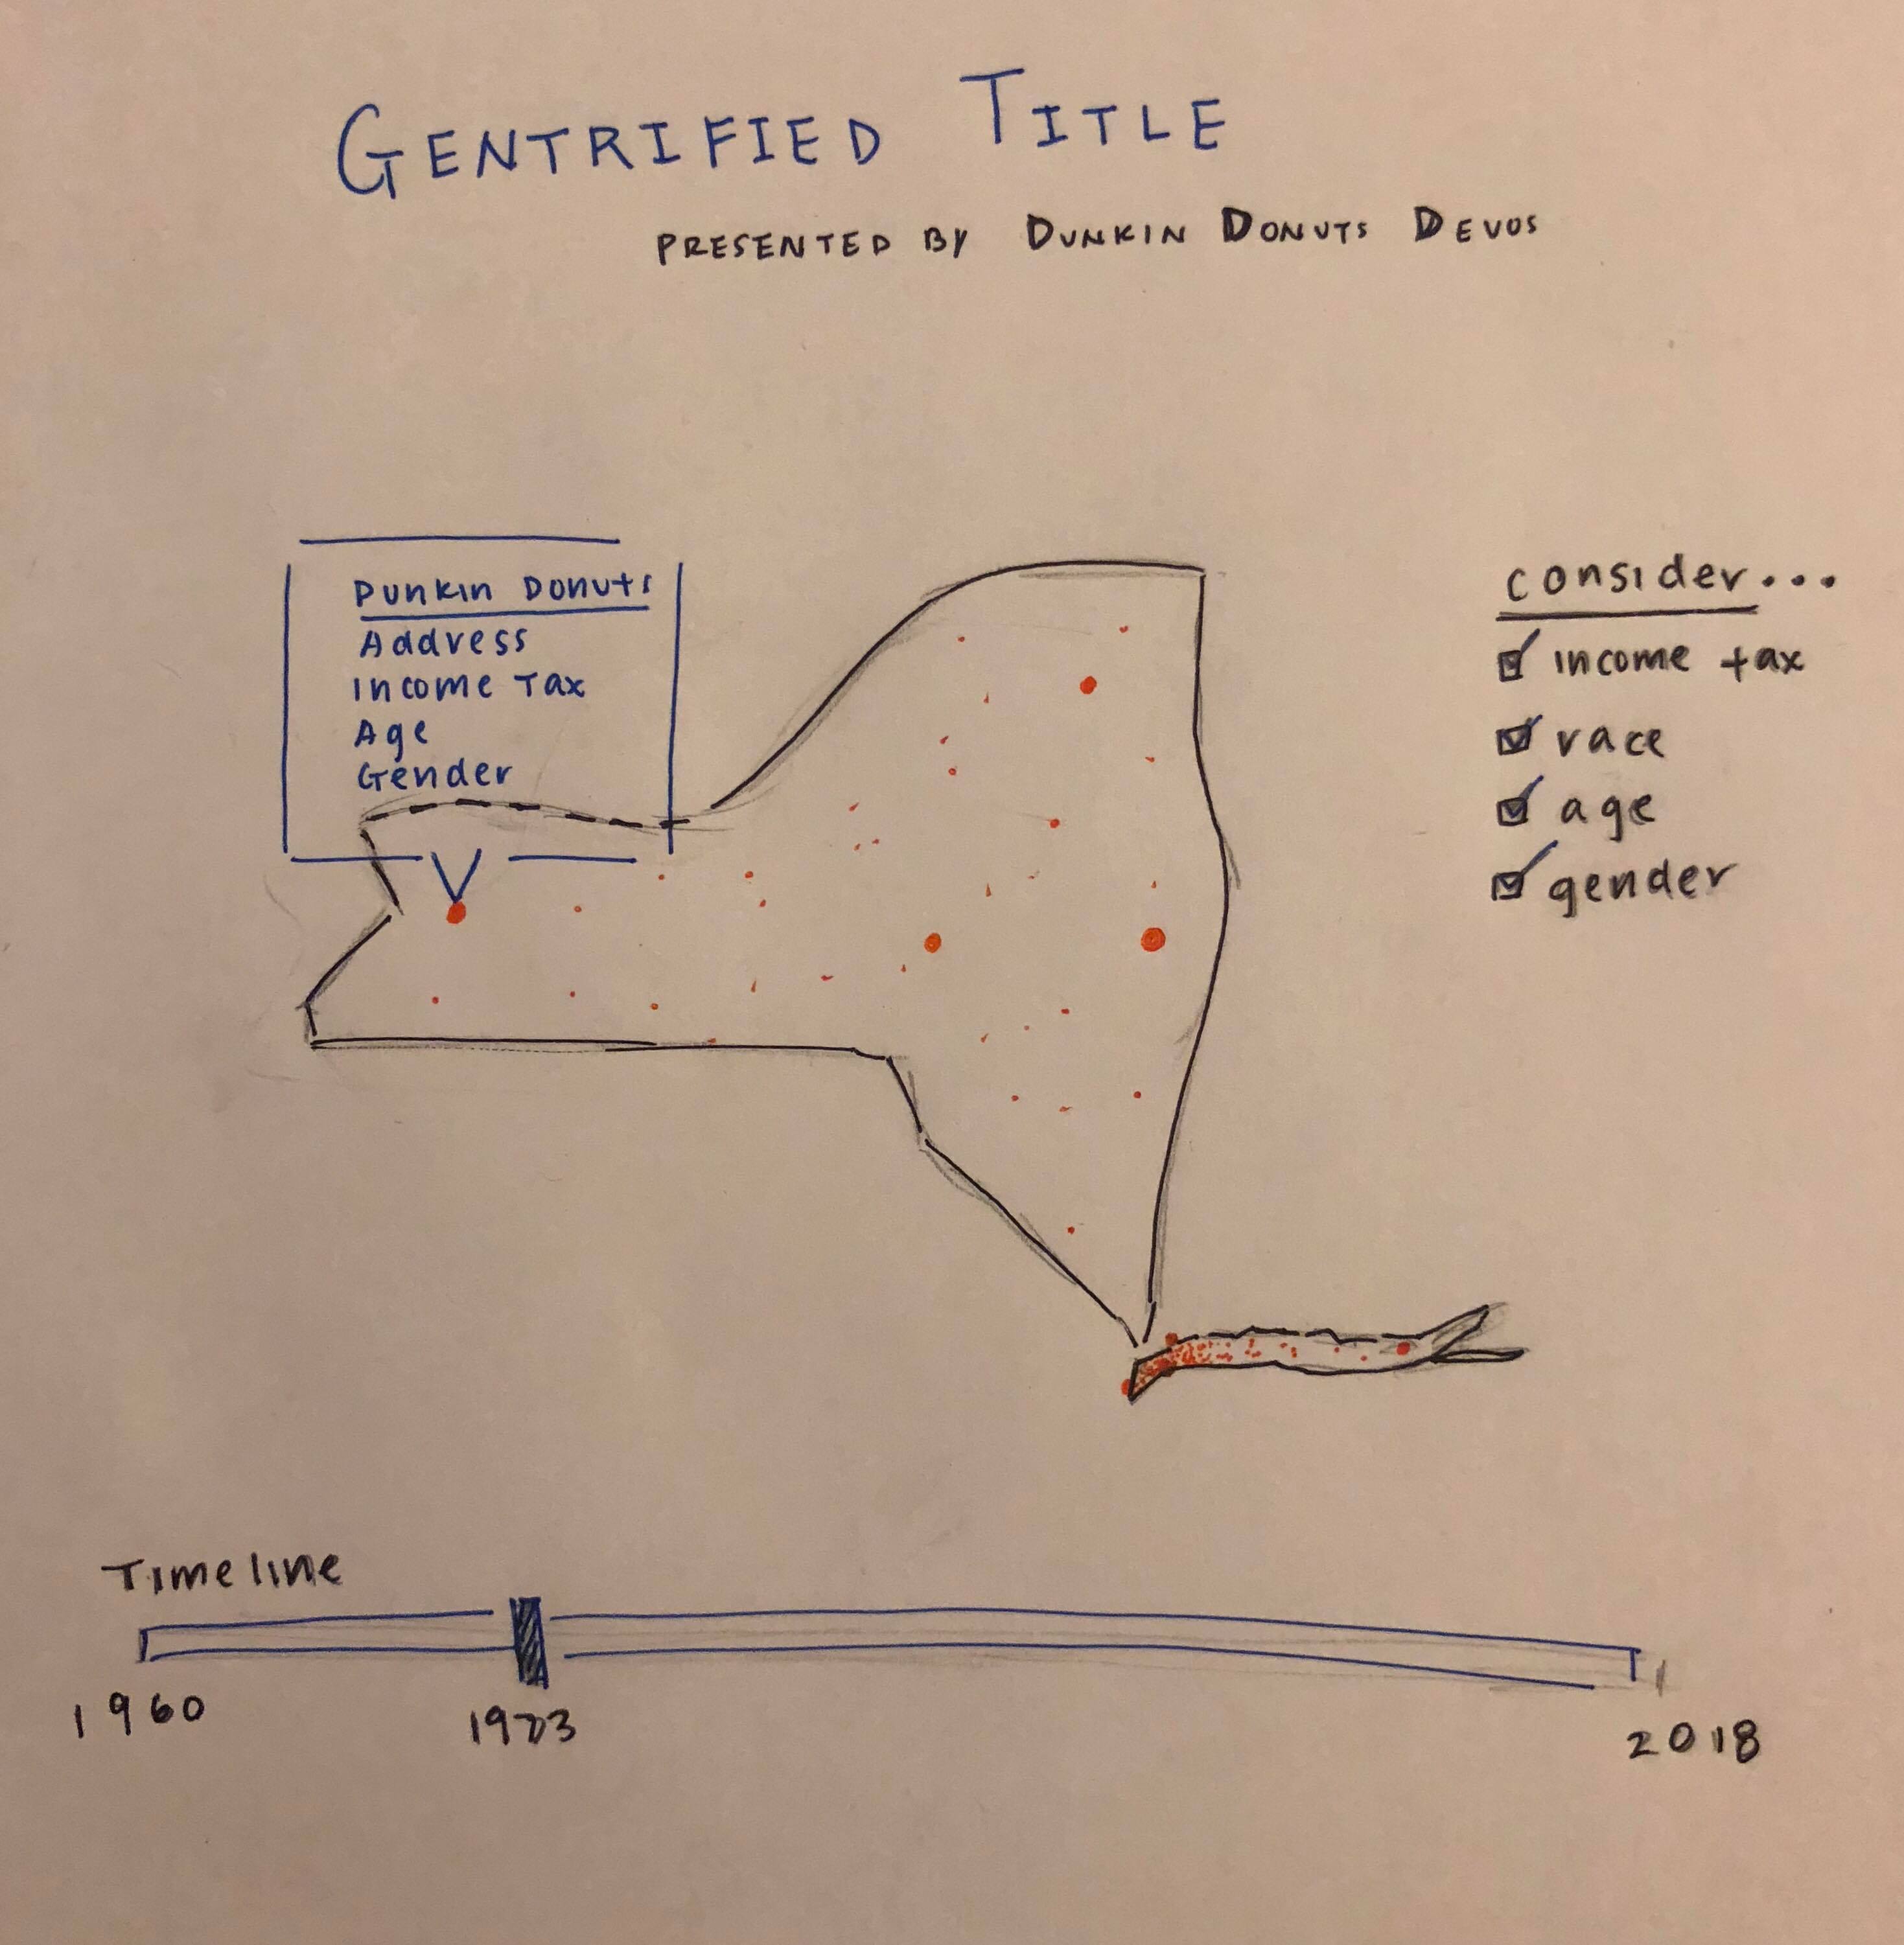 GENTRIFIED TITLE
PRESENTED BY DUNKIN DONUTS DEVOS
Dunkin Donuts
Address
Income Tax
Age
Gender
consider...
income tax
race
age
gender
Timeline
1960
1973
2018